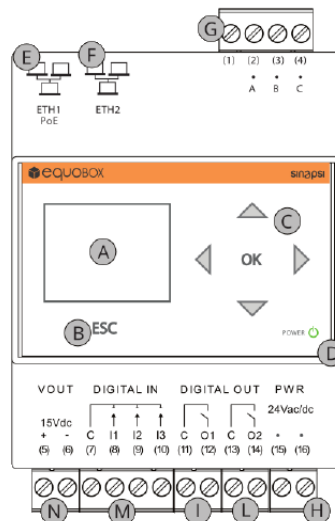 G
E F
(1) (2) (3) (4)
• • •
A B C
ETH1 ETH2
PoE
equoBOX sinapsi
A C
OK
B ESC
POWER
D
VOUT DIGITAL IN DIGITAL OUT PWR
15Vdc 24Vac/dc
+ - C I1 I2 I3 C O1 C O2 • •
(5) (6) (7) (8) (9) (10) (11) (12) (13) (14) (15) (16)
N M I L H